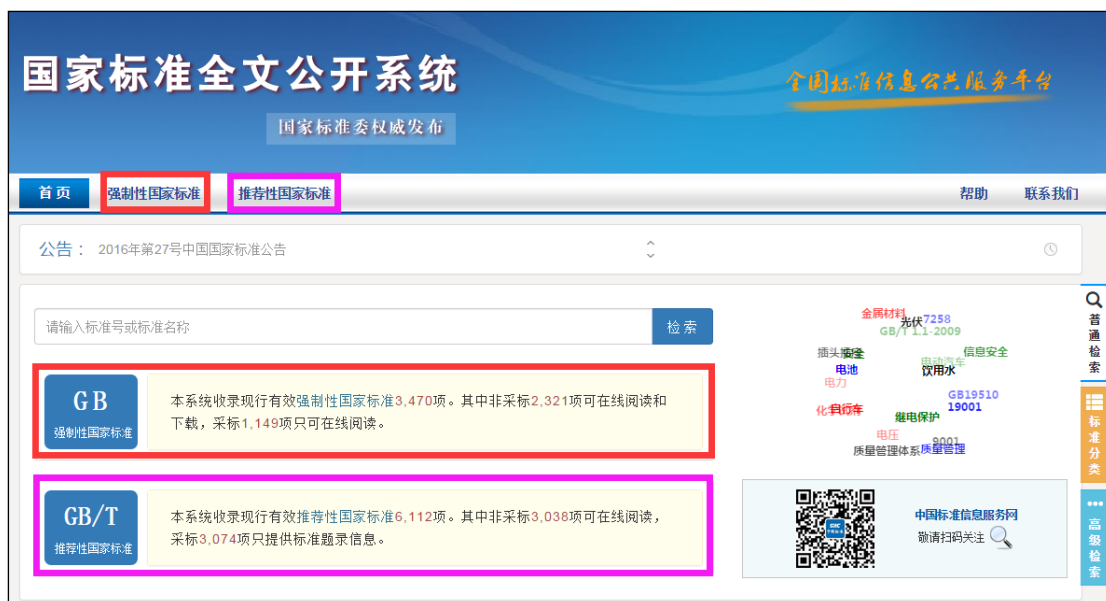 国家标准全文公开系统
国家标准委权威发布
全国标准信息公共服务平台
首页 强制性国家标准 推荐性国家标准 帮助 联系我们
公告： 2016年第27号中国国家标准公告
请输入标准号或标准名称 检索
GB
强制性国家标准
本系统收录现行有效强制性国家标准3,470项。其中非采标2,321项可在线阅读和
下载，采标1,149项只可在线阅读。
GB/T
推荐性国家标准
本系统收录现行有效推荐性国家标准6,112项。其中非采标3,038项可在线阅读，
采标3,074项只提供标准题录信息。
金属材料
光伏 7258
GB/T 1.1-2009
插头插座 安全 信息安全
电动汽车
电池 饮用水
电力
GB19510
自行车 19001
继电保护
电压
9001
质量管理体系 质量管理
中国标准信息服务网
敬请扫码关注
普通检索
标准分类
高级检索